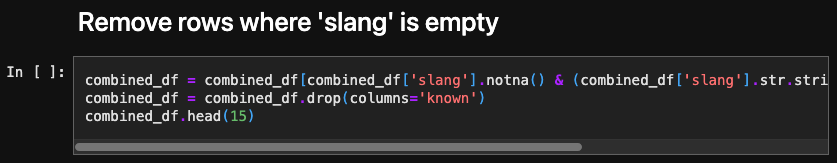 Remove rows where 'slang' is empty
In [ ]:
combined_df = combined_df[combined_df['slang'].notna() & (combined_df['slang'].str.stri
combined_df = combined_df.drop(columns='known')
combined_df.head(15)